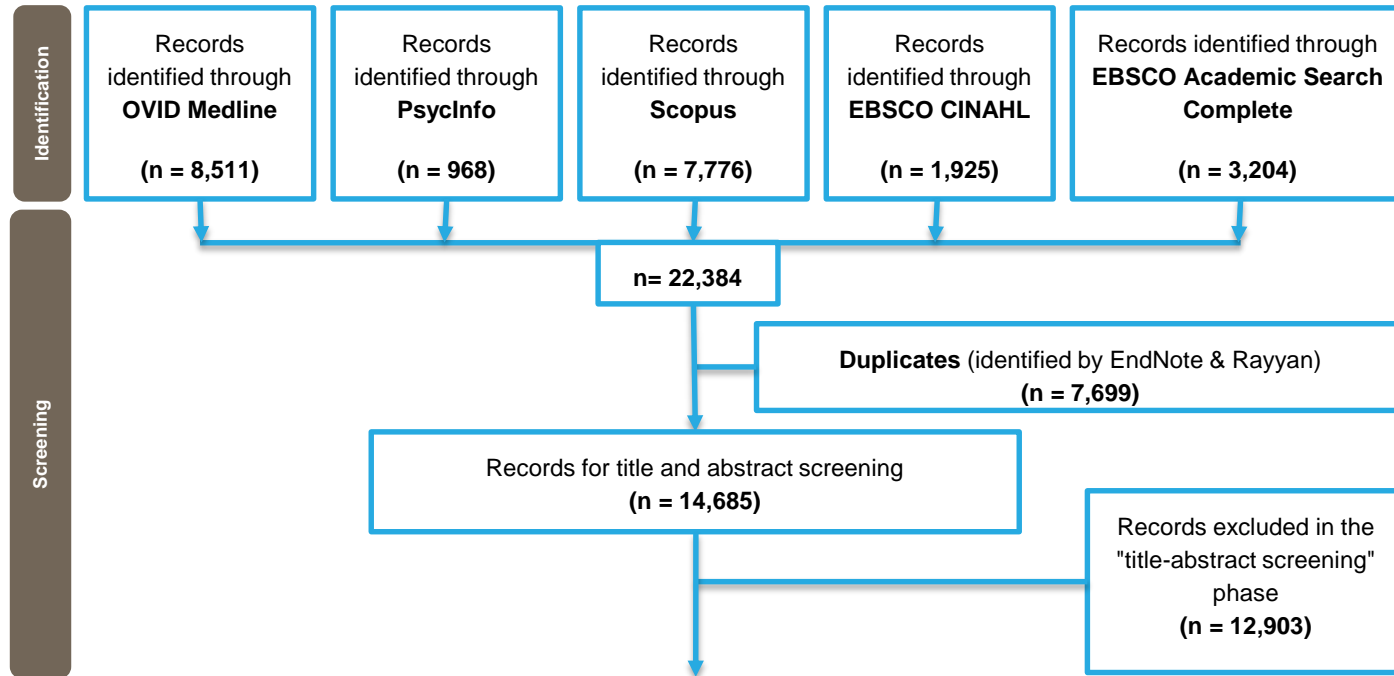 Identification
Records
identified through
OVID Medline
(n = 8,511)
Records
identified through
PsycInfo
(n = 968)
Records
identified through
Scopus
(n = 7,776)
Records
identified through
EBSCO CINAHL
(n = 1,925)
Records identified through
EBSCO Academic Search
Complete
(n = 3,204)
Screening
n= 22,384
Duplicates (identified by EndNote & Rayyan)
(n = 7,699)
Records for title and abstract screening
(n = 14,685)
Records excluded in the
"title-abstract screening"
phase
(n = 12,903)